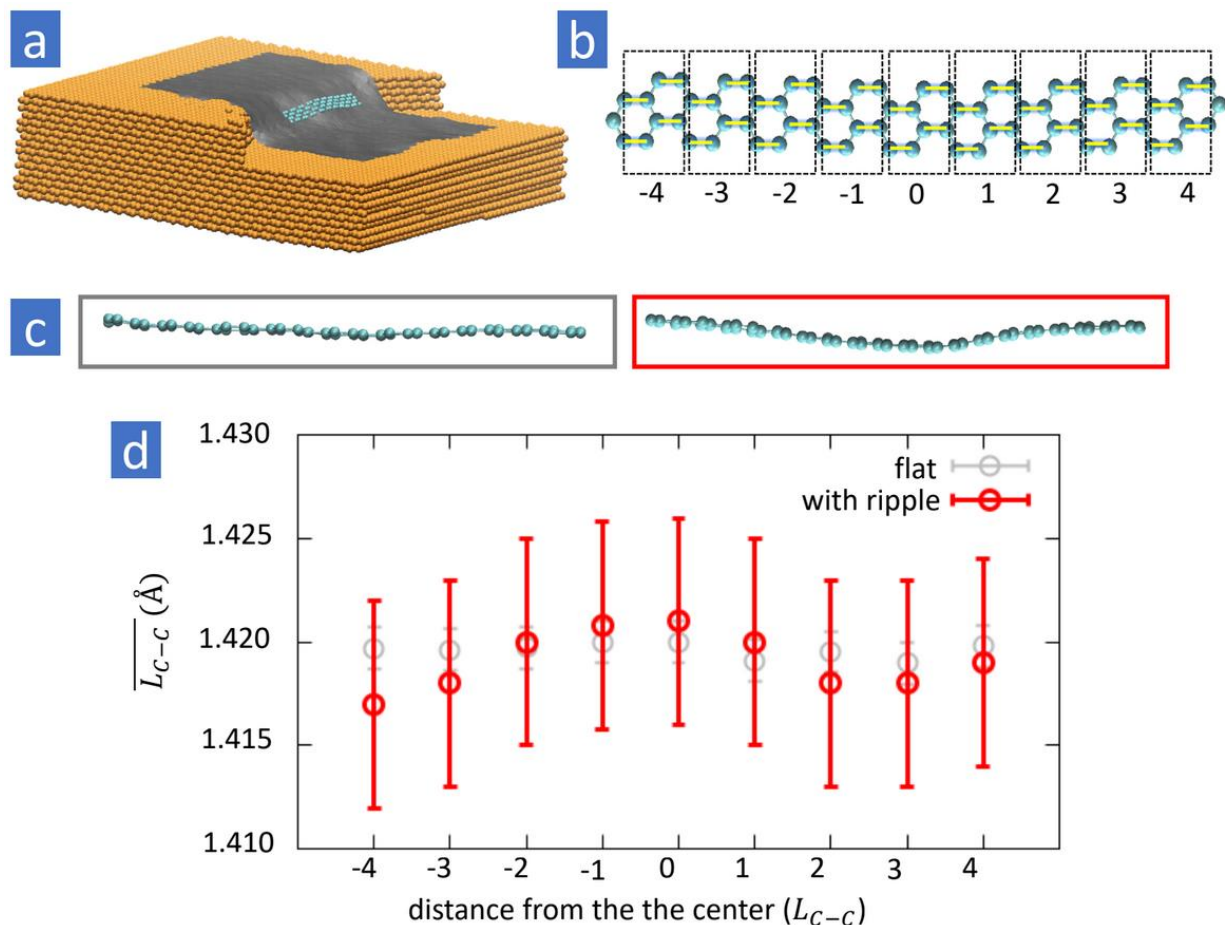 a
b
-4 -3 -2 -1 0 1 2 3 4
c
d
1.430
1.425
1.420
1.415
1.410
L_{C−C} (Å)
flat
with ripple
-4 -3 -2 -1 0 1 2 3 4
distance from the the center (L_{C−C})